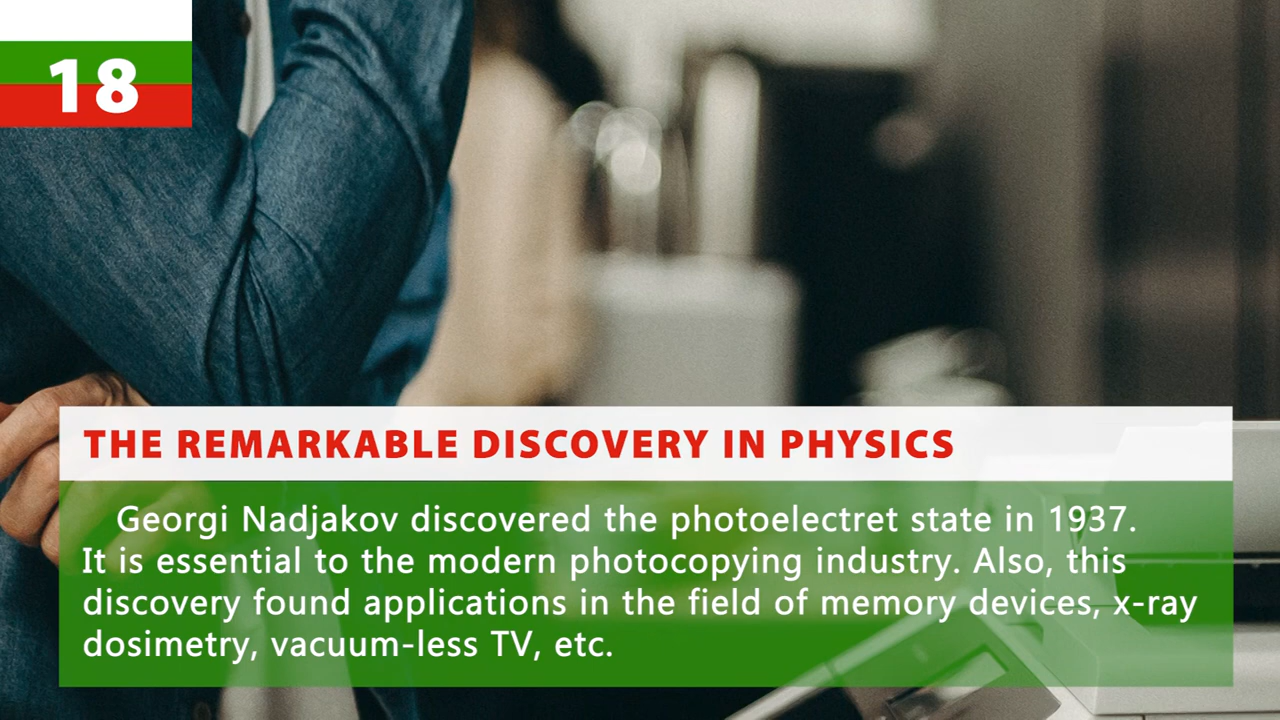 18
THE REMARKABLE DISCOVERY IN PHYSICS
Georgi Nadjakov discovered the photoelectret state in 1937.
It is essential to the modern photocopying industry. Also, this
discovery found applications in the field of memory devices, x-ray
dosimetry, vacuum-less TV, etc.